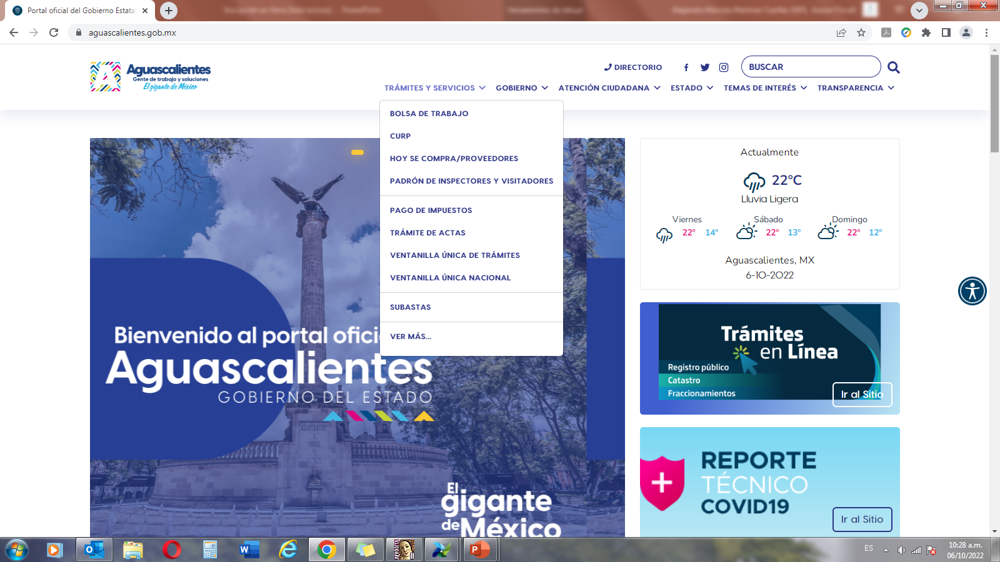 Portal oficial del Gobierno Estatal
aguascalientes.gob.mx
Aguascalientes
Gente de trabajo y soluciones
El gigante de México
DIRECTORIO
BUSCAR
TRÁMITES Y SERVICIOS
GOBIERNO
ATENCIÓN CIUDADANA
ESTADO
TEMAS DE INTERÉS
TRANSPARENCIA
BOLSA DE TRABAJO
CURP
HOY SE COMPRA/PROVEEDORES
PADRÓN DE INSPECTORES Y VISITADORES
PAGO DE IMPUESTOS
TRÁMITE DE ACTAS
VENTANILLA ÚNICA DE TRÁMITES
VENTANILLA ÚNICA NACIONAL
SUBASTAS
VER MÁS...
Bienvenido al portal ofici
Aguascalientes
GOBIERNO DEL ESTADO
El
gigante
de México
Actualmente
22°C
Lluvia Ligera
Viernes
22° 14°
Sábado
22° 13°
Domingo
22° 12°
Aguascalientes, MX
6-10-2022
Trámites
en Línea
Registro público
Catastro
Fraccionamientos
Ir al Sitio
REPORTE
TÉCNICO
COVID19
Ir al Sitio
AFRODITA
ES
10:28 a.m.
06/10/2022